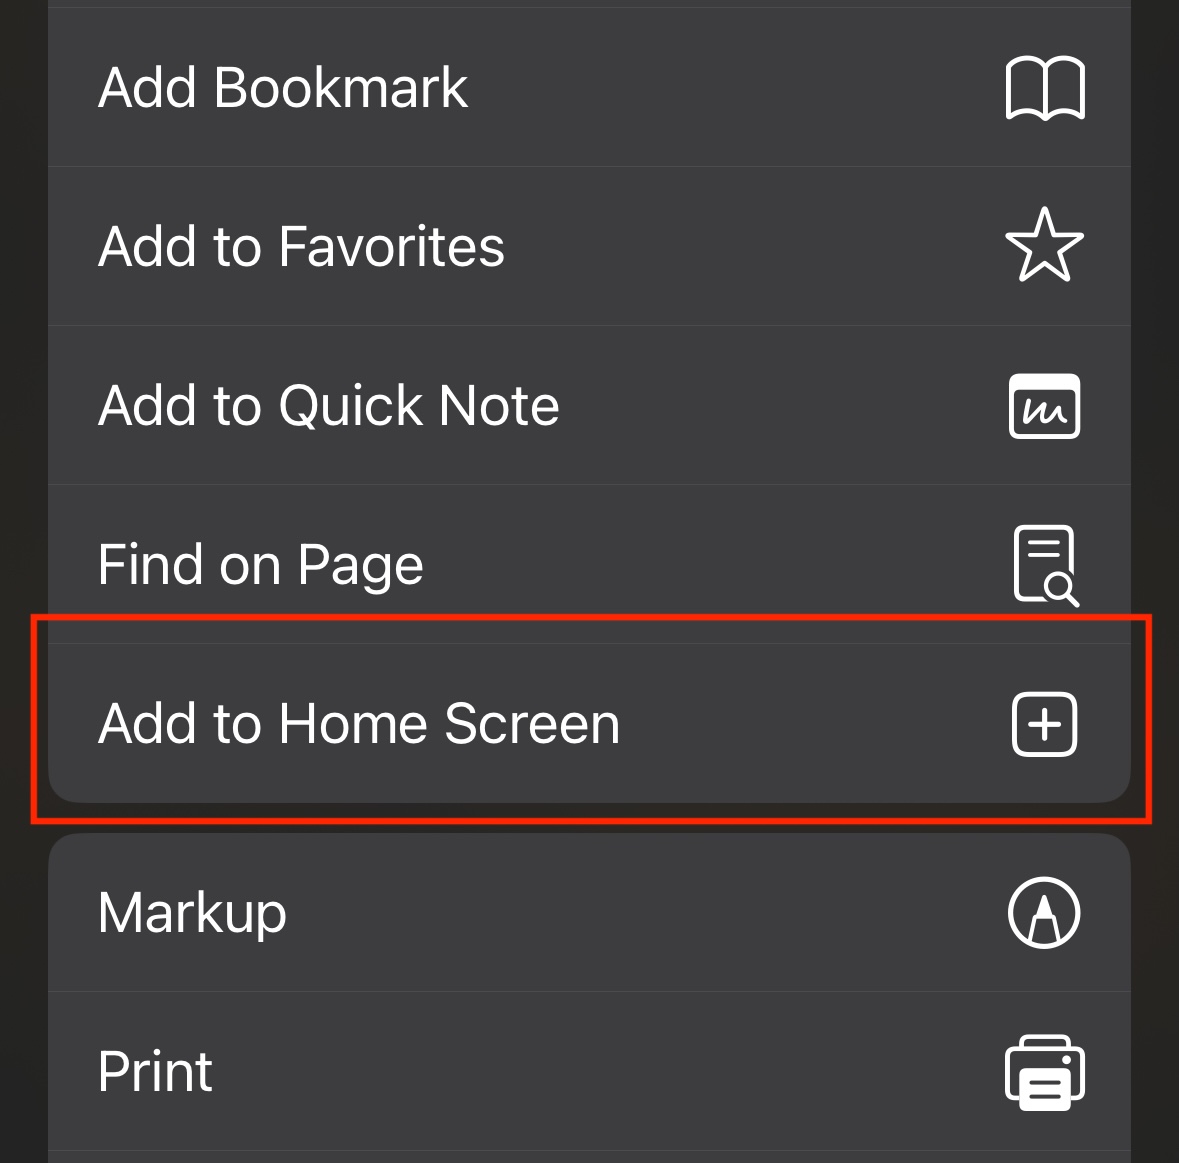 Add Bookmark
Add to Favorites
Add to Quick Note
Find on Page
Add to Home Screen
Markup
Print